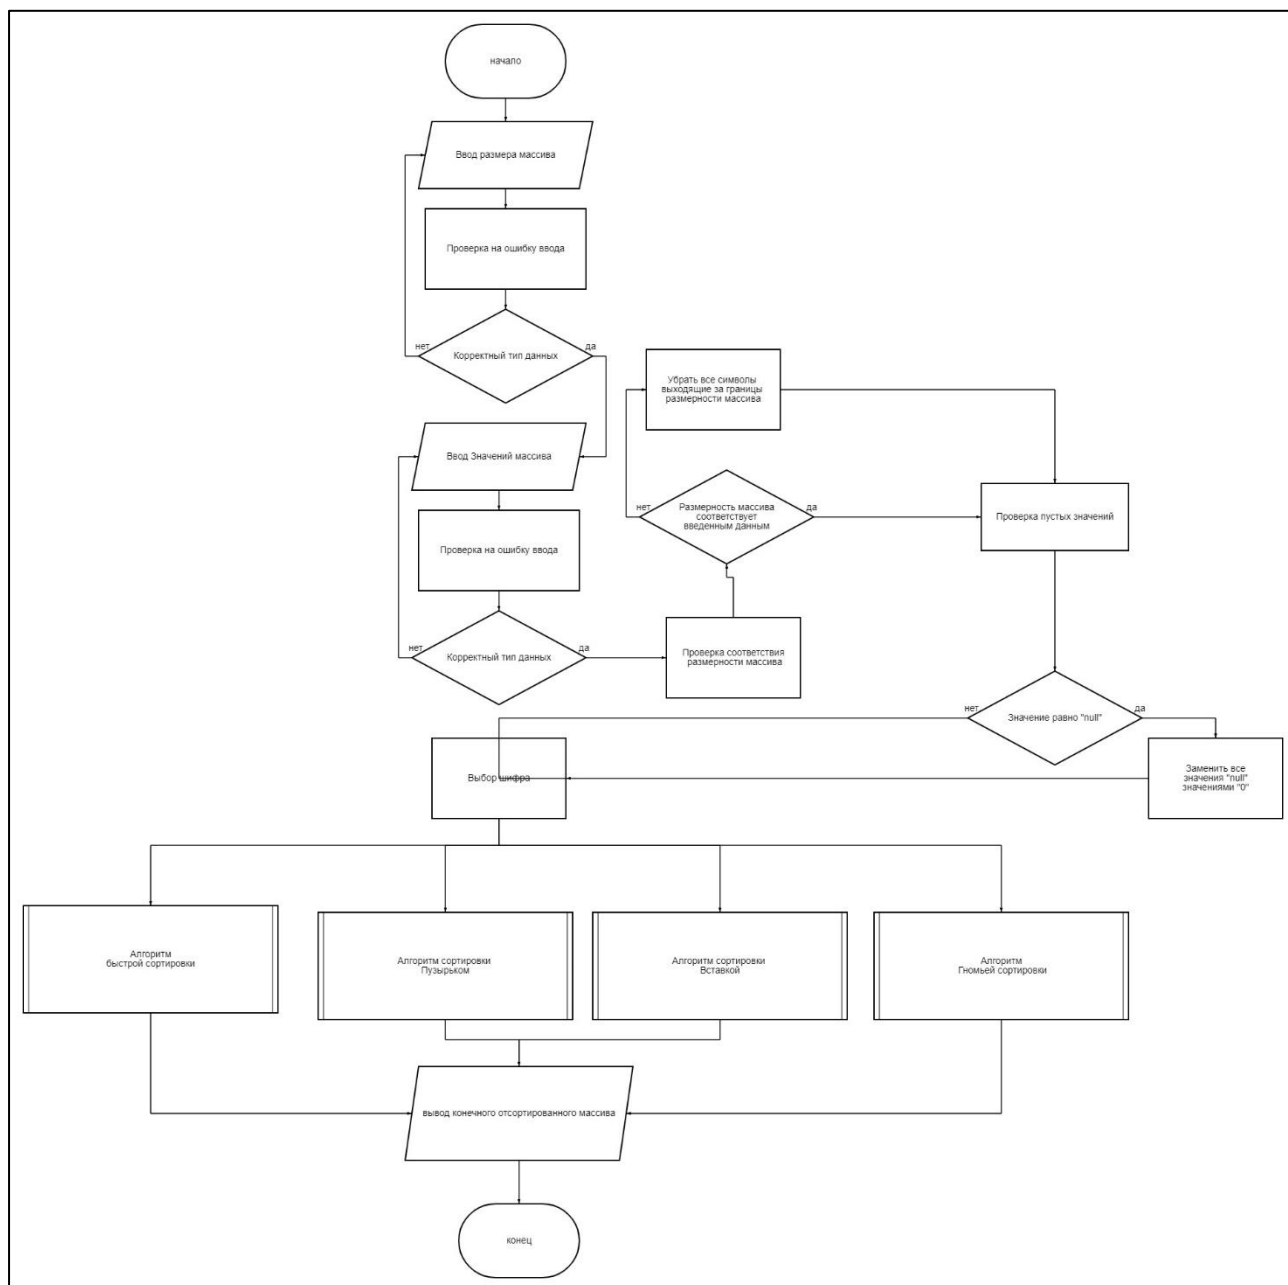 начало
Ввод размера массива
Проверка на ошибку ввода
нет
Корректный тип данных
да
Ввод Значений массива
Проверка на ошибку ввода
нет
Корректный тип данных
да
Проверка соответствия
размерности массива
нет
Размерность массива
соответствует
введенным данным
да
Убрать все символы
выходящие за границы
размерности массива
Проверка пустых значений
нет
Значение равно "null"
да
Заменить все
значения "null"
значениями "0"
Выбор шифра
Алгоритм
быстрой сортировки
Алгоритм сортировки
Пузырьком
Алгоритм сортировки
Вставкой
Алгоритм
Гномьей сортировки
вывод конечного отсортированного массива
конец